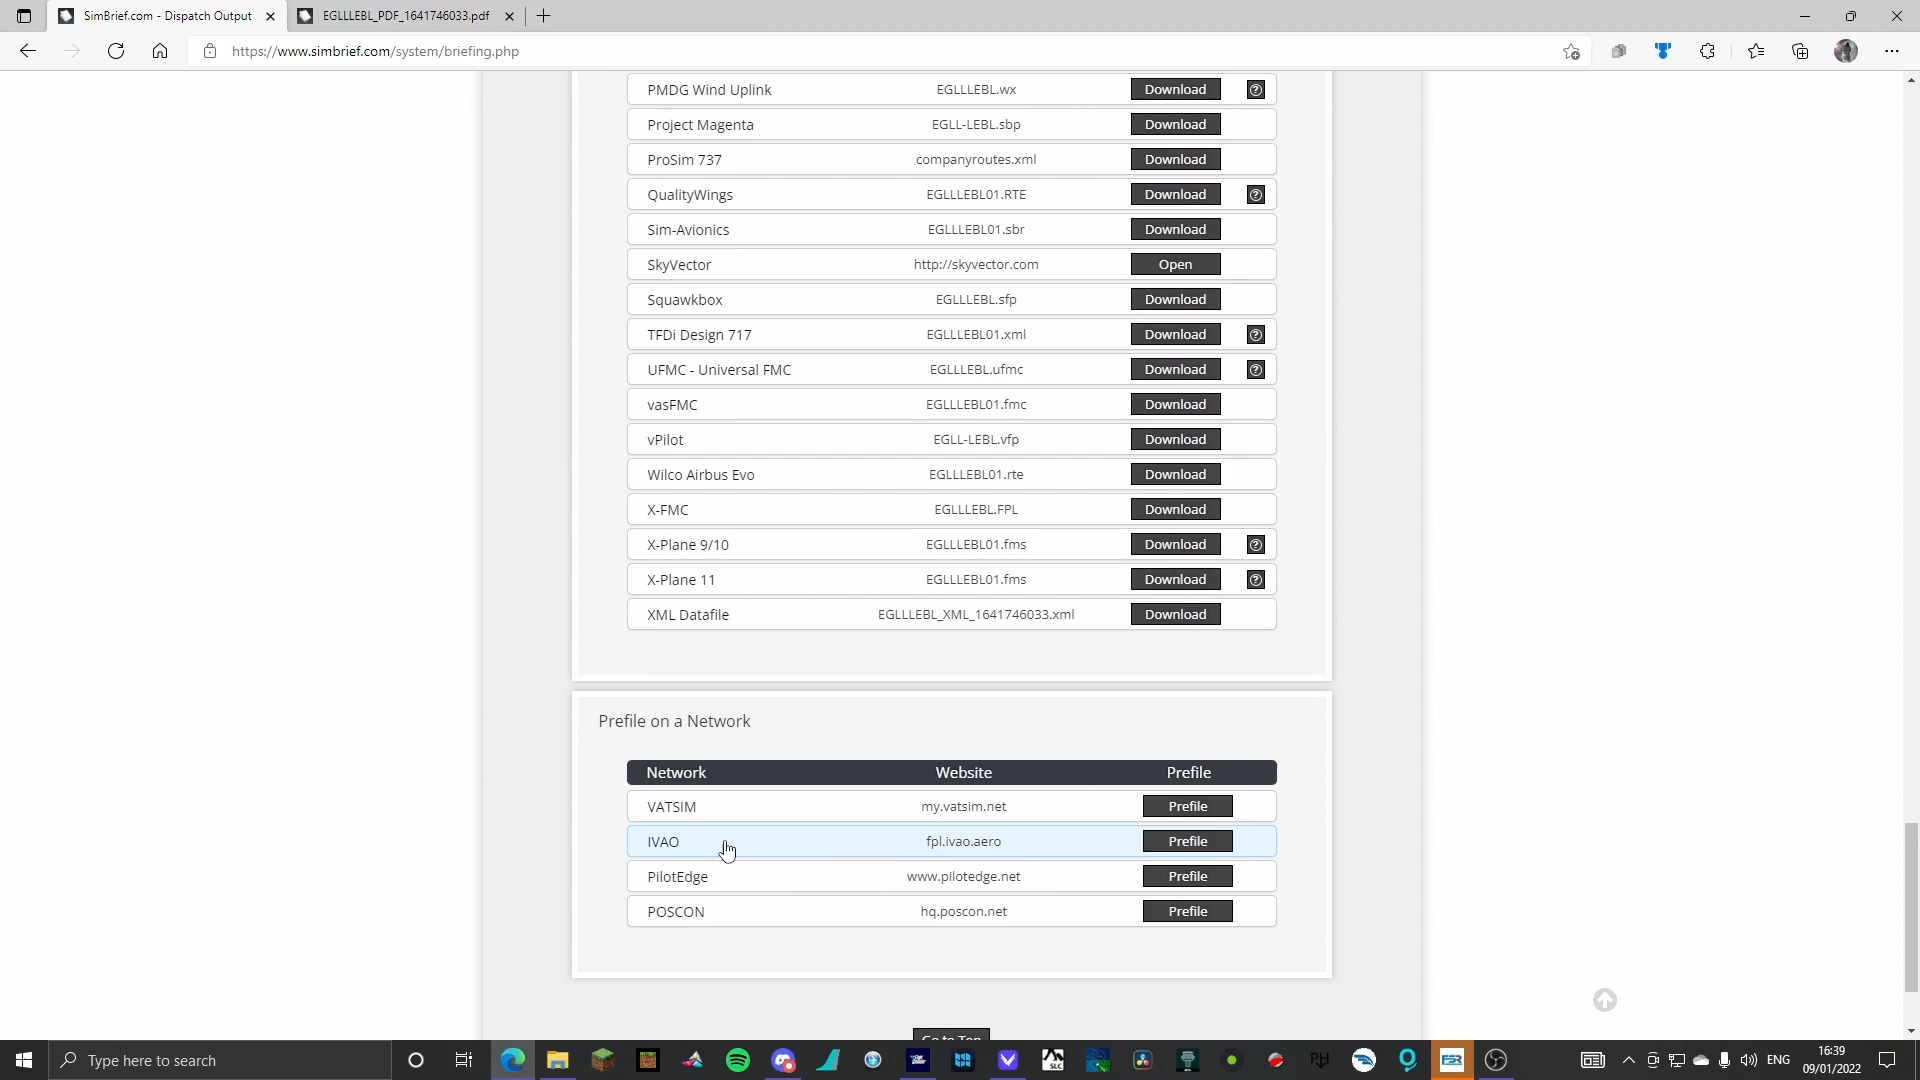 SimBrief.com - Dispatch Output
EGLLLEBL_PDF_1641746033.pdf
https://www.simbrief.com/system/briefing.php
PMDG Wind Uplink EGLLLEBL.wx Download
Project Magenta EGLL-LEBL.sbp Download
ProSim 737 companyroutes.xml Download
QualityWings EGLLLEBL01.RTE Download
Sim-Avionics EGLLLEBL01.sbr Download
SkyVector http://skyvector.com Open
Squawkbox EGLLLEBL.sfp Download
TFDi Design 717 EGLLLEBL01.xml Download
UFMC - Universal FMC EGLLLEBL.ufmc Download
vasFMC EGLLLEBL01.fmc Download
vPilot EGLL-LEBL.vfp Download
Wilco Airbus Evo EGLLLEBL01.rte Download
X-FMC EGLLLEBL.FPL Download
X-Plane 9/10 EGLLLEBL01.fms Download
X-Plane 11 EGLLLEBL01.fms Download
XML Datafile EGLLLEBL_XML_1641746033.xml Download
Prefile on a Network
Network Website Prefile
VATSIM my.vatsim.net Prefile
IVAO fpl.ivao.aero Prefile
PilotEdge www.pilotedge.net Prefile
POSCON hq.poscon.net Prefile
Go to Top
Type here to search
SLC
FSR
ENG
16:39
09/01/2022